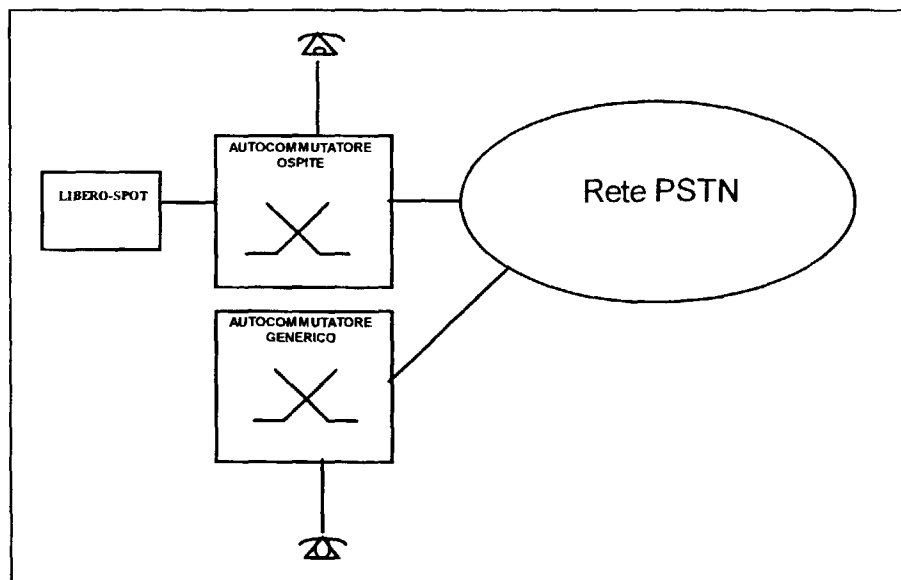 AUTOCOMMUTATORE
OSPITE
LIBERO-SPOT
Rete PSTN
AUTOCOMMUTATORE
GENERICO